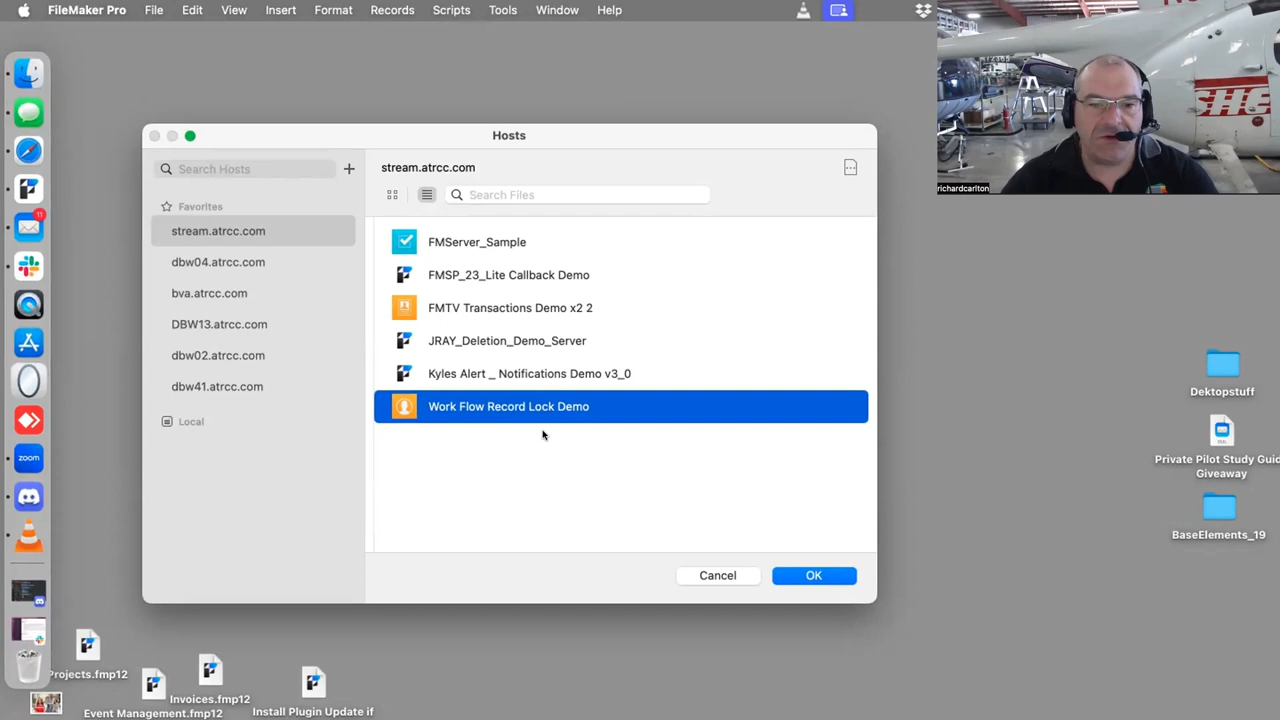 FileMaker Pro File Edit View Insert Format Records Scripts Tools Window Help
richardcarlton
11
Hosts
Search Hosts
stream.atrcc.com
Search Files
Favorites
stream.atrcc.com
dbw04.atrcc.com
bva.atrcc.com
DBW13.atrcc.com
dbw02.atrcc.com
dbw41.atrcc.com
Local
FMServer_Sample
FMSP_23_Lite Callback Demo
FMTV Transactions Demo x2 2
JRAY_Deletion_Demo_Server
Kyles Alert _ Notifications Demo v3_0
Work Flow Record Lock Demo
Cancel
OK
zoom
Dektopstuff
Private Pilot Study Guid
Giveaway
BaseElements_19
Projects.fmp12
Event Management.fmp12
Invoices.fmp12
Install Plugin Update if